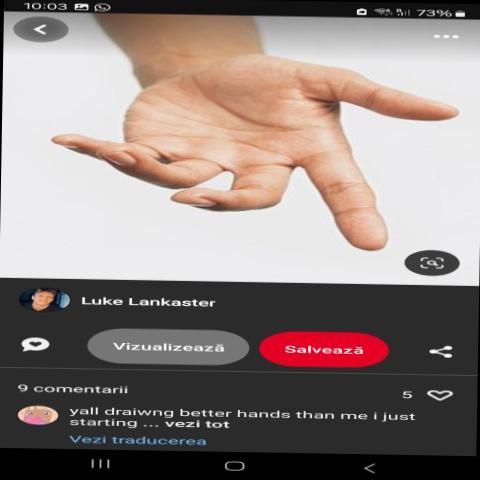 10:03
73%
Luke Lankaster
Vizualizează
Salvează
9 comentarii
5
yall draiwng better hands than me i just
starting ... vezi tot
Vezi traducerea